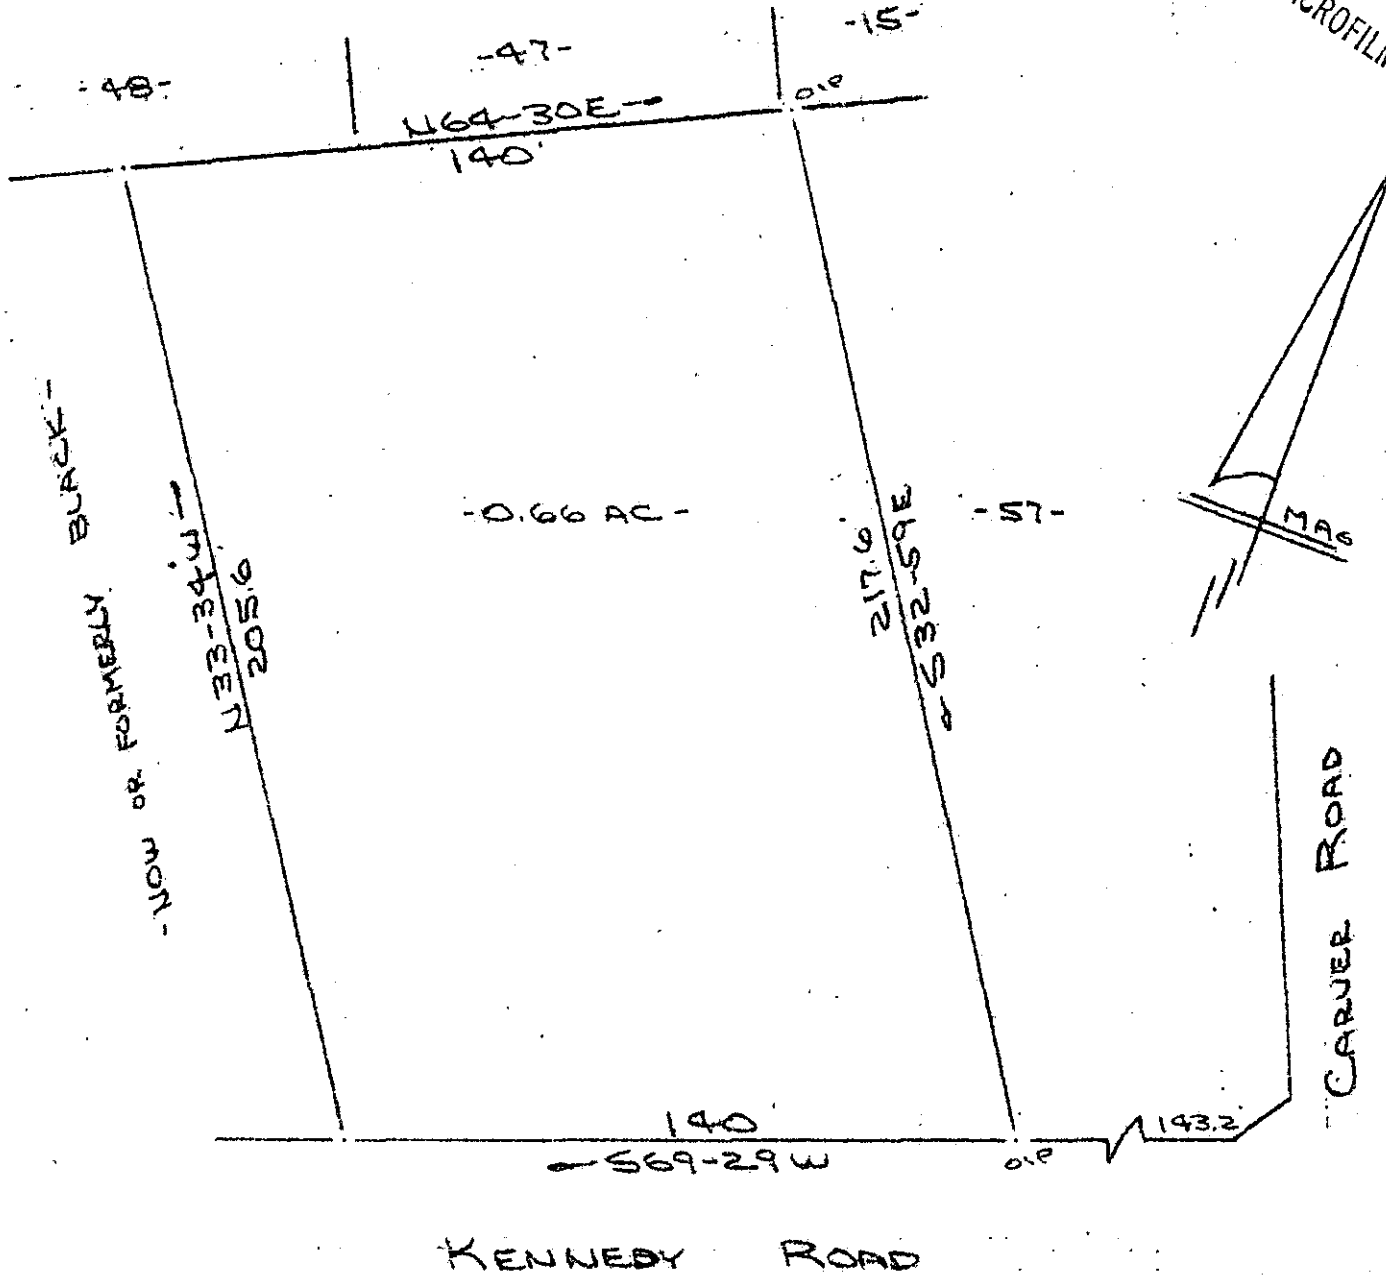 -15-
-47-
-48-
O.I.P
N64-30E
140'
-0.66 AC-
-57-
MAG
-NOW OR FORMERLY BLACK-
N33-34W
205.6
217.6'
S32-59E
CARVER ROAD
140
143.2
S69-29W
O.I.P
KENNEDY ROAD